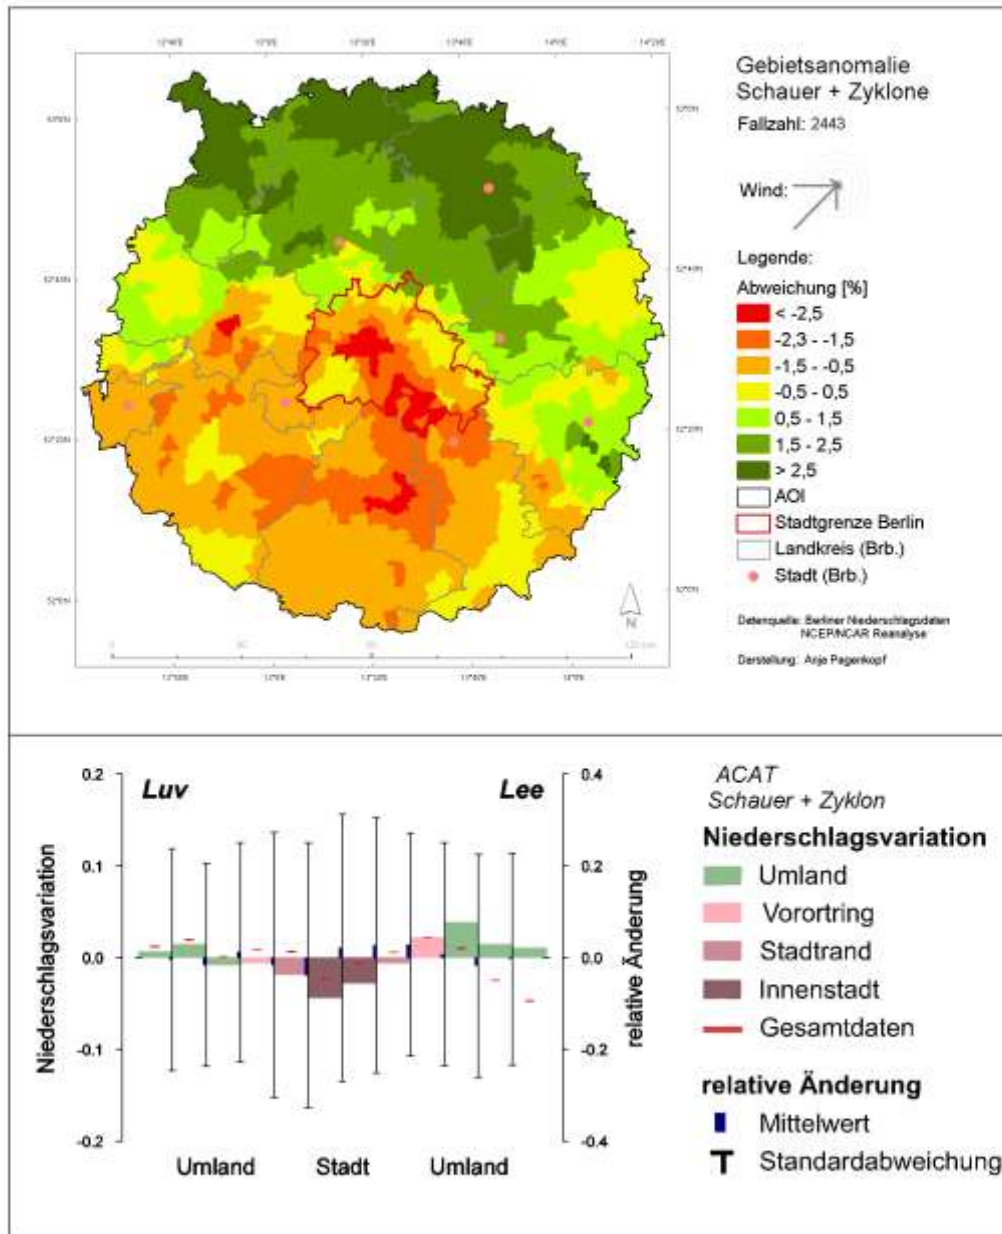 Gebietsanomalie
Schauer + Zyklone
Fallzahl: 2443
Wind:
Legende:
Abweichung [%]
< -2,5
-2,3 - -1,5
-1,5 - -0,5
-0,5 - 0,5
0,5 - 1,5
1,5 - 2,5
> 2,5
AOI
Stadtgrenze Berlin
Landkreis (Brb.)
Stadt (Brb.)
N
Datenquelle: Berliner Niederschlagsdaten
NCEP/NCAR Reanalyse
Darstellung: Anja Pagenkopf
0.2
0.1
0.0
-0.1
-0.2
Niederschlagsvariation
Luv
Lee
0.4
0.2
0.0
-0.2
-0.4
relative Änderung
Umland
Stadt
Umland
ACAT
Schauer + Zyklon
Niederschlagsvariation
Umland
Vorortring
Stadtrand
Innenstadt
Gesamtdaten
relative Änderung
Mittelwert
Standardabweichung